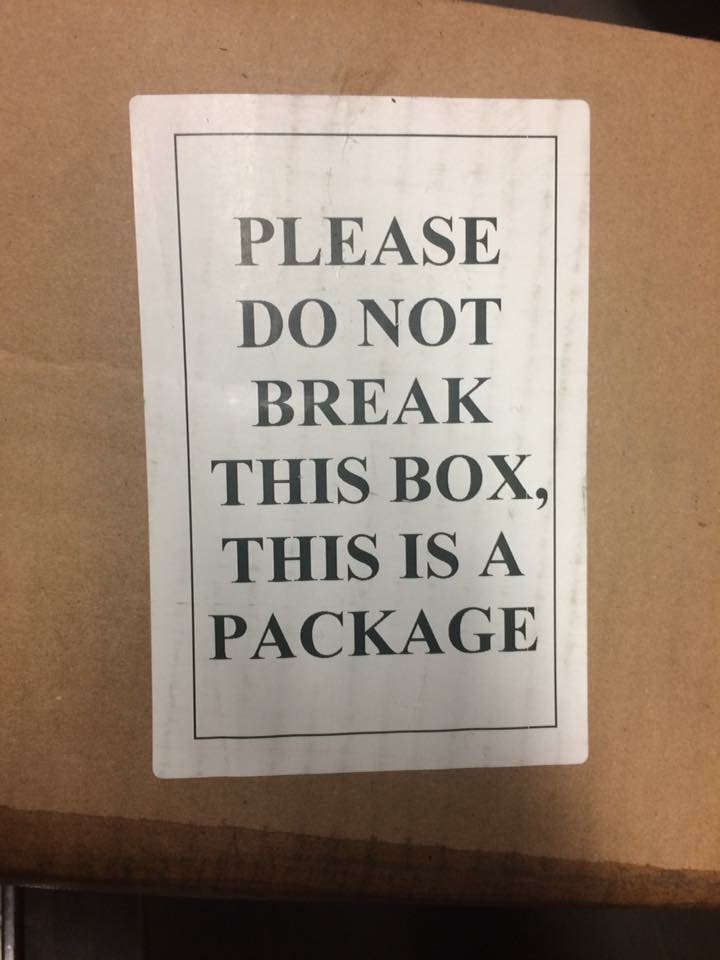 PLEASE
DO NOT
BREAK
THIS BOX,
THIS IS A
PACKAGE